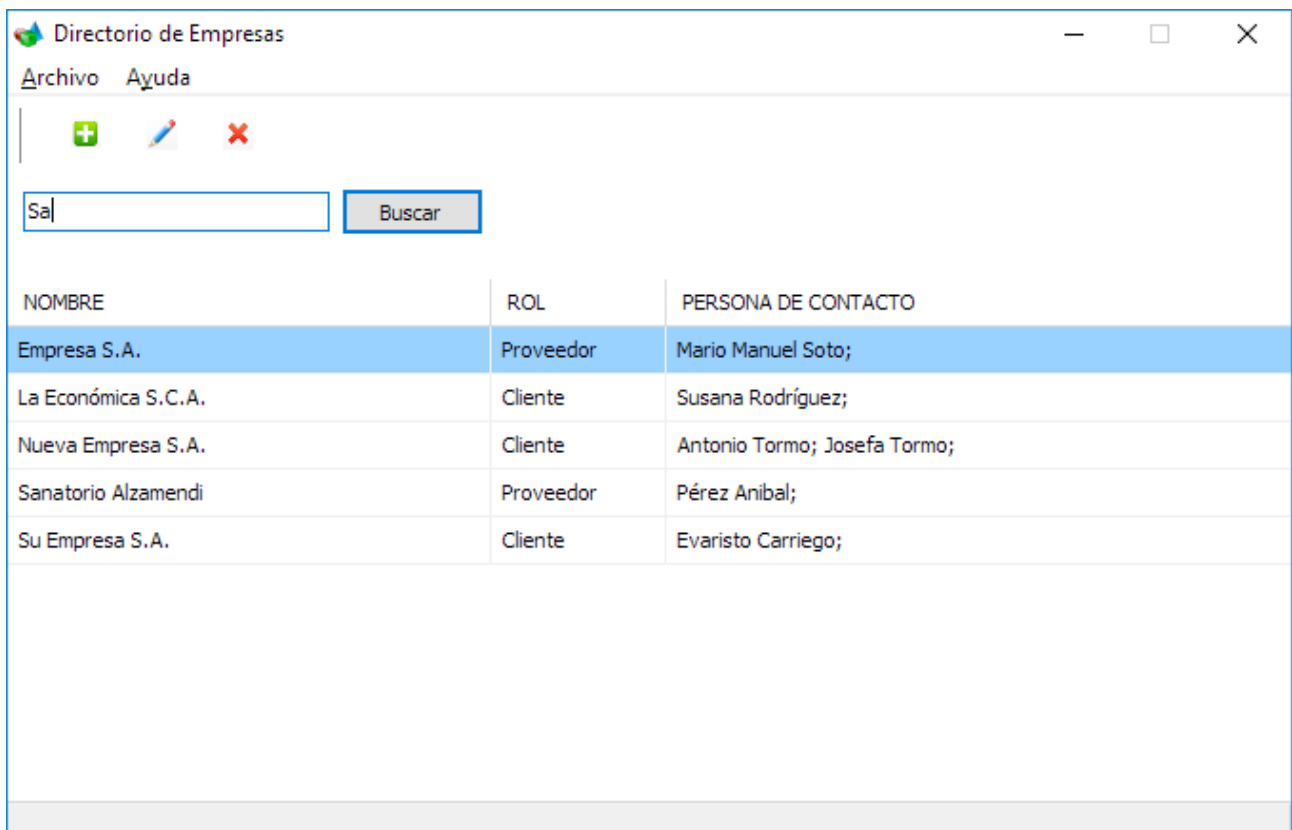 Directorio de Empresas
Archivo Ayuda
Sa Buscar
NOMBRE ROL PERSONA DE CONTACTO
Empresa S.A. Proveedor Mario Manuel Soto;
La Económica S.C.A. Cliente Susana Rodríguez;
Nueva Empresa S.A. Cliente Antonio Tormo; Josefa Tormo;
Sanatorio Alzamendi Proveedor Pérez Anibal;
Su Empresa S.A. Cliente Evaristo Carriego;